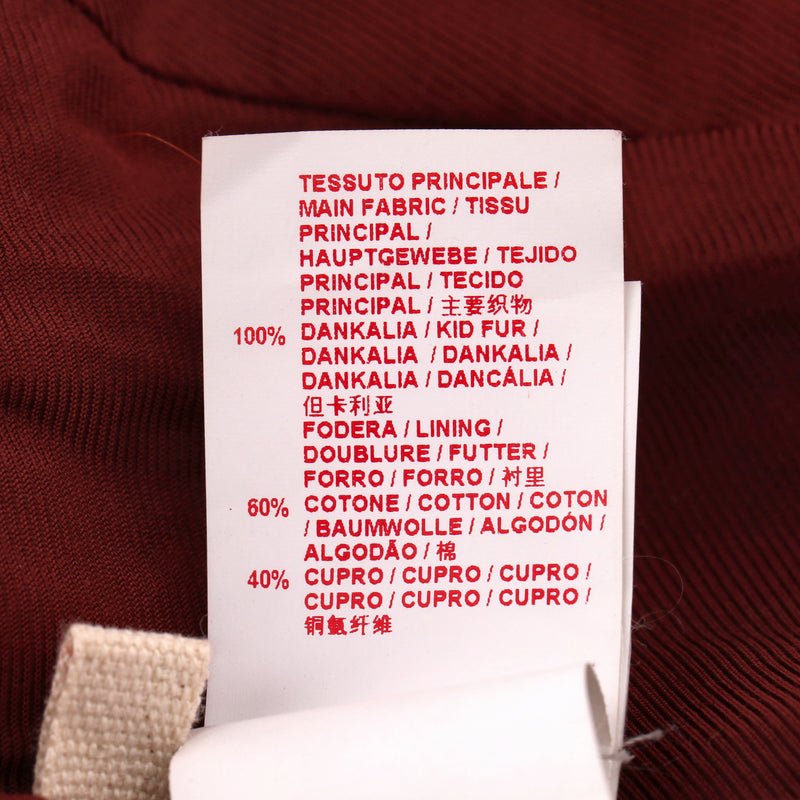 TESSUTO PRINCIPALE /
MAIN FABRIC / TISSU
PRINCIPAL /
HAUPTGEWEBE / TEJIDO
PRINCIPAL / TECIDO
PRINCIPAL / 主要织物
100% DANKALIA / KID FUR /
DANKALIA / DANKALIA /
DANKALIA / DANCÁLIA /
但卡利亚
FODERA / LINING /
DOUBLURE / FUTTER /
FORRO / FORRO / 衬里
60% COTONE / COTTON / COTON
/ BAUMWOLLE / ALGODÓN /
ALGODÃO / 棉
40% CUPRO / CUPRO / CUPRO /
CUPRO / CUPRO / CUPRO /
铜氨纤维